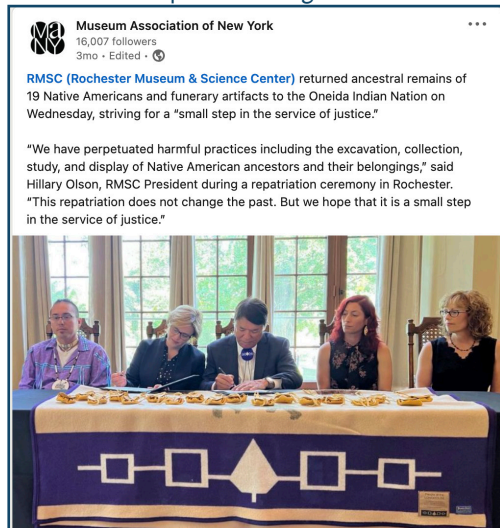 MANY
Museum Association of New York
16,007 followers
3mo • Edited •
RMSC (Rochester Museum & Science Center) returned ancestral remains of
19 Native Americans and funerary artifacts to the Oneida Indian Nation on
Wednesday, striving for a “small step in the service of justice.”
“We have perpetuated harmful practices including the excavation, collection,
study, and display of Native American ancestors and their belongings,” said
Hillary Olson, RMSC President during a repatriation ceremony in Rochester.
“This repatriation does not change the past. But we hope that it is a small step
in the service of justice.”